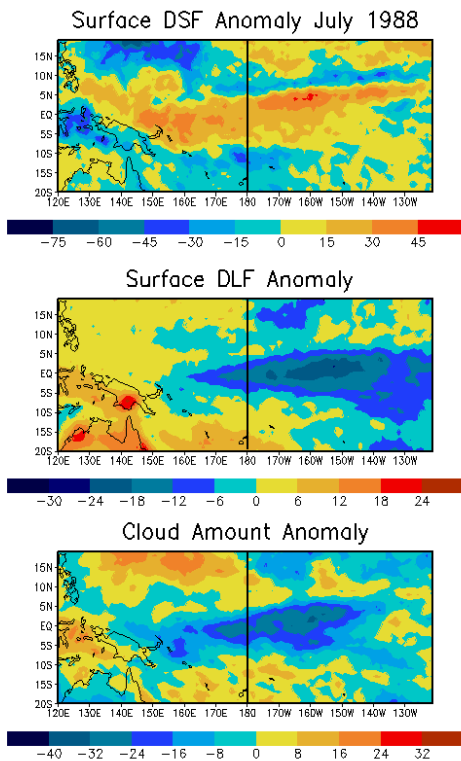 Surface DSF Anomaly July 1988
15N
10N
5N
EQ
5S
10S
15S
20S
120E 130E 140E 150E 160E 170E 180 170W 160W 150W 140W 130W
-75 -60 -45 -30 -15 0 15 30 45
Surface DLF Anomaly
15N
10N
5N
EQ
5S
10S
15S
20S
120E 130E 140E 150E 160E 170E 180 170W 160W 150W 140W 130W
-30 -24 -18 -12 -6 0 6 12 18 24
Cloud Amount Anomaly
15N
10N
5N
EQ
5S
10S
15S
20S
120E 130E 140E 150E 160E 170E 180 170W 160W 150W 140W 130W
-40 -32 -24 -16 -8 0 8 16 24 32